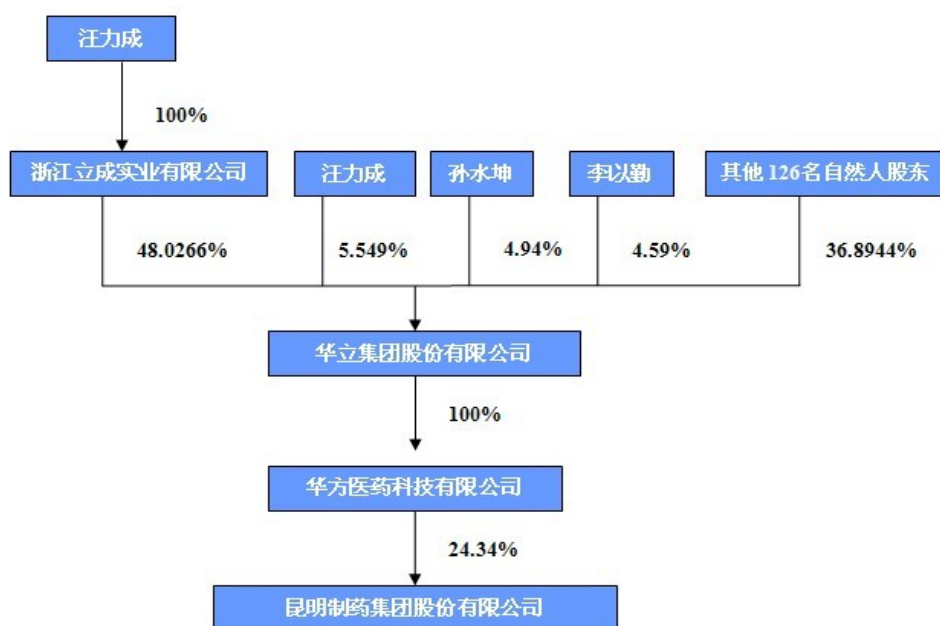 汪力成
100%
浙江立成实业有限公司
汪力成
孙水坤
李以勤
其他 126名自然人股东
48.0266%
5.549%
4.94%
4.59%
36.8944%
华立集团股份有限公司
100%
华方医药科技有限公司
24.34%
昆明制药集团股份有限公司